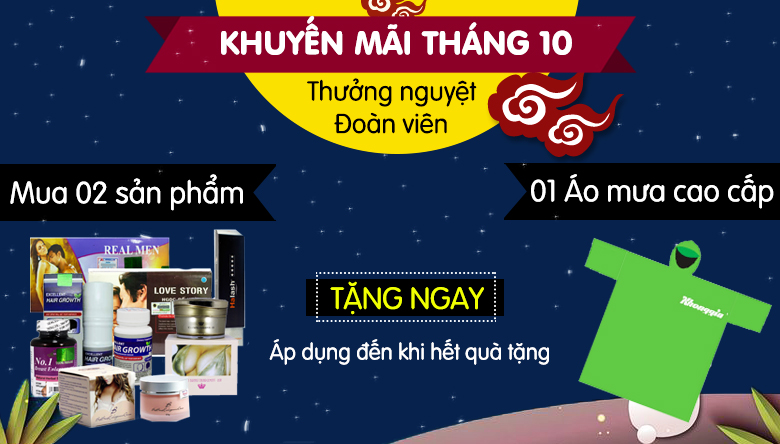 KHUYẾN MÃI THÁNG 10
Thưởng nguyệt
Đoàn viên
Mua 02 sản phẩm
01 Áo mưa cao cấp
REAL MEN
EXCELLENT
HAIR GROWTH
LOVE STORY
TẶNG NGAY
HAIR GROWTH
No.1
Áp dụng đến khi hết quà tặng